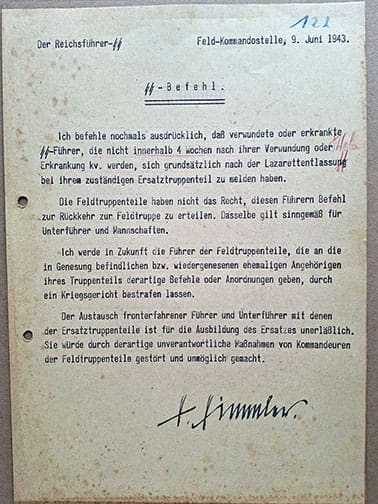 122
Der Reichsführer-SS
Feld-Kommandostelle, 9. Juni 1943.
SS-Befehl.
Ich befehle nochmals ausdrücklich, daß verwundete oder erkrankte
SS-Führer, die nicht innerhalb 4 Wochen nach ihrer Verwundung oder
Erkrankung kv. werden, sich grundsätzlich nach der Lazarettentlassung
bei ihrem zuständigen Ersatztruppenteil zu melden haben.
Die Feldtruppenteile haben nicht das Recht, diesen Führern Befehl
zur Rückkehr zur Feldtruppe zu erteilen. Dasselbe gilt sinngemäß für
Unterführer und Mannschaften.
Ich werde in Zukunft die Führer der Feldtruppenteile, die an die
in Genesung befindlichen bzw. wiedergenesenen ehemaligen Angehörigen
ihres Truppenteils derartige Befehle oder Anordnungen geben, durch
ein Kriegsgericht bestrafen lassen.
Der Austausch fronterfahrener Führer und Unterführer mit denen
der Ersatztruppenteile ist für die Ausbildung des Ersatzes unerläßlich.
Sie würde durch derartige unverantwortliche Maßnahmen von Kommandeuren
der Feldtruppenteile gestört und unmöglich gemacht.
H. Himmler.